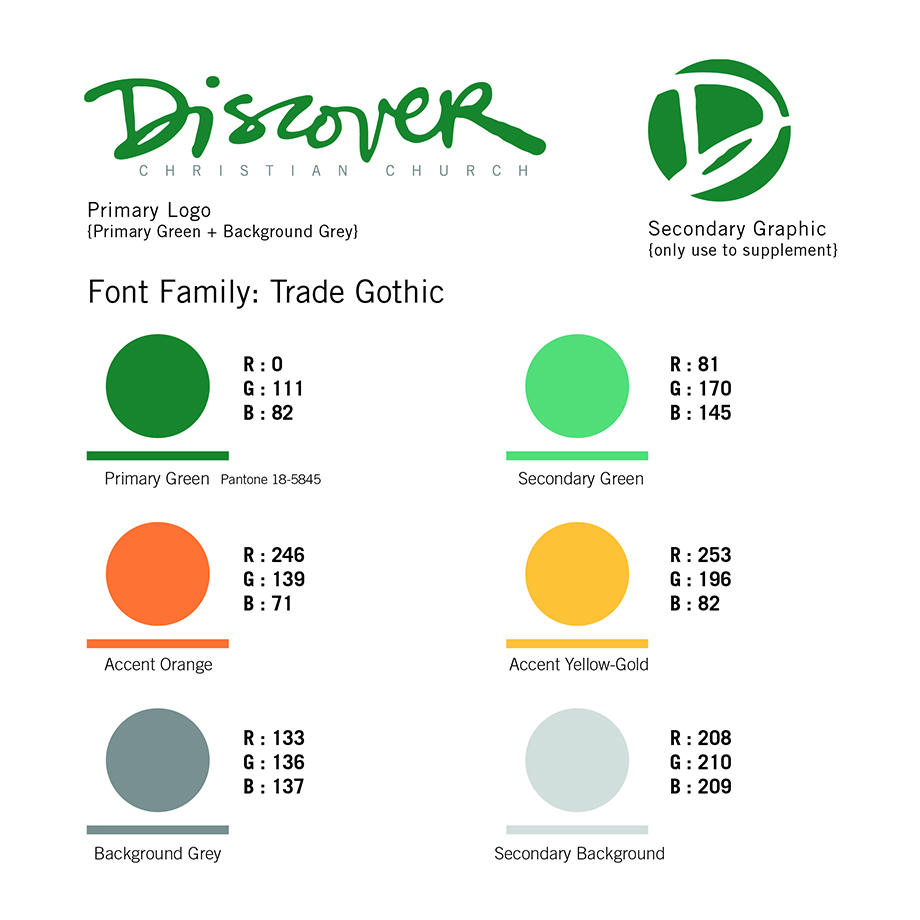 Discover
CHRISTIAN CHURCH
Primary Logo
{Primary Green + Background Grey}
D
Secondary Graphic
{only use to supplement}
Font Family: Trade Gothic
R : 0
G : 111
B : 82
Primary Green Pantone 18-5845
R : 81
G : 170
B : 145
Secondary Green
R : 246
G : 139
B : 71
Accent Orange
R : 253
G : 196
B : 82
Accent Yellow-Gold
R : 133
G : 136
B : 137
Background Grey
R : 208
G : 210
B : 209
Secondary Background